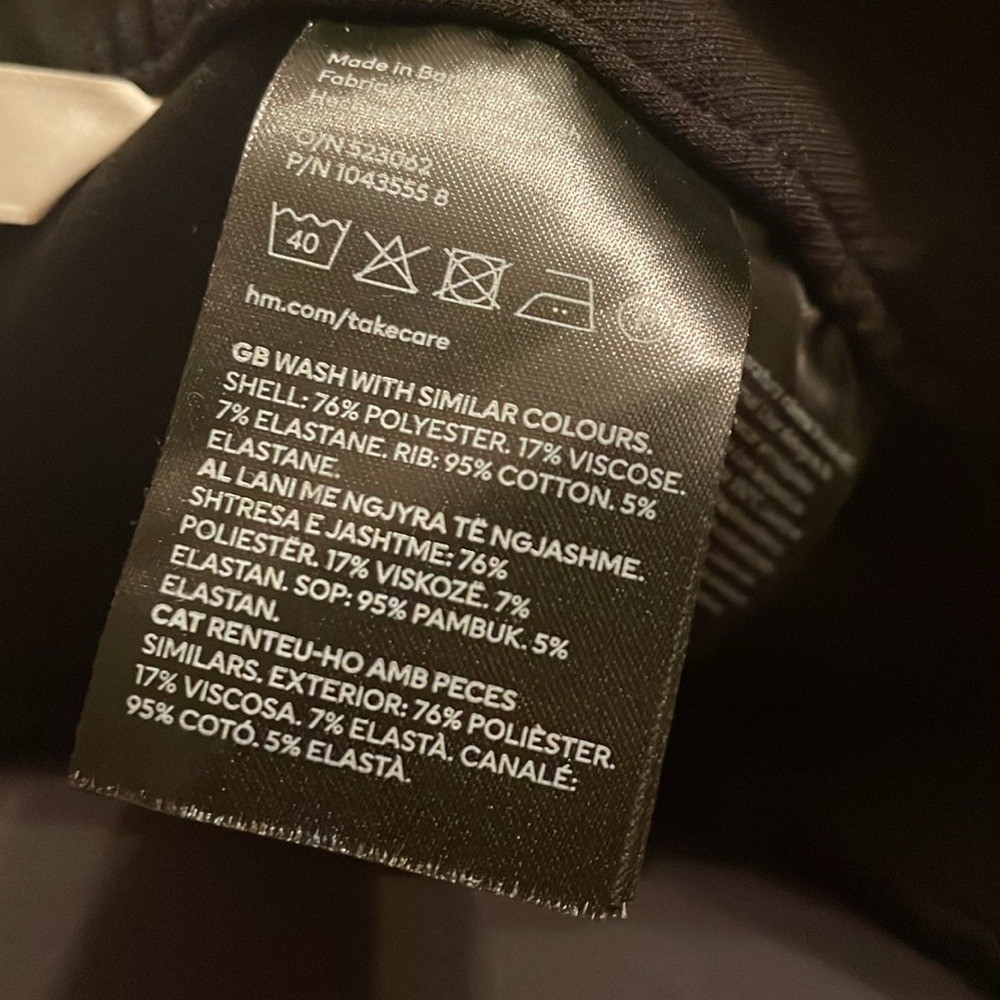 Made in
O/N 523062
P/N 1043555 8
40
hm.com/takecare
GB WASH WITH SIMILAR COLOURS.
SHELL: 76% POLYESTER. 17% VISCOSE.
7% ELASTANE. RIB: 95% COTTON. 5%
ELASTANE.
AL LANI ME NGJYRA TË NGJASHME.
SHTRESA E JASHTME: 76%
POLIESTËR. 17% VISKOZË. 7%
ELASTAN. SOP: 95% PAMBUK. 5%
ELASTAN.
CAT RENTEU-HO AMB PECES
SIMILARS. EXTERIOR: 76% POLIÈSTER.
17% VISCOSA. 7% ELASTÀ. CANALÉ:
95% COTÓ. 5% ELASTÀ.